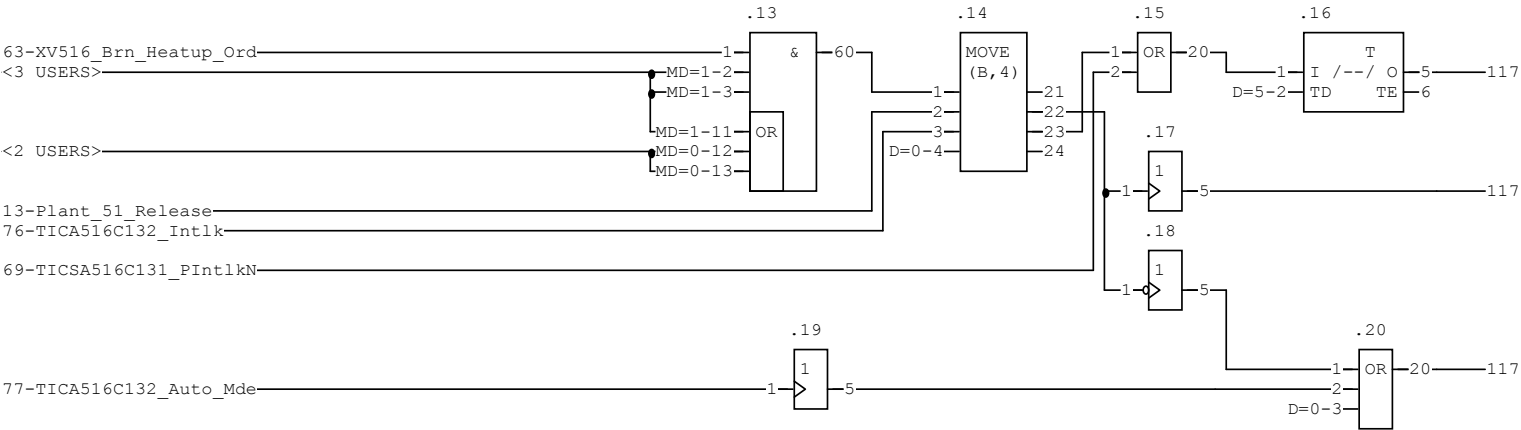 .13 .14 .15 .16
63-XV516_Brn_Heatup_Ord 1 & 60 MOVE 1 OR 20 T
<3 USERS> MD=1-2 (B,4) 2 1 I /--/ O 5 117
MD=1-3 1 21 D=5-2 TD TE 6
2 22
MD=1-11 OR 3 23 .17
<2 USERS> MD=0-12 D=0-4 24
MD=0-13 1
1 5 117
13-Plant_51_Release
76-TICA516C132_Intlk .18
69-TICSA516C131_PIntlkN 1
1 5
.19 .20
1 1 OR 20 117
77-TICA516C132_Auto_Mde 1 5 2
D=0-3